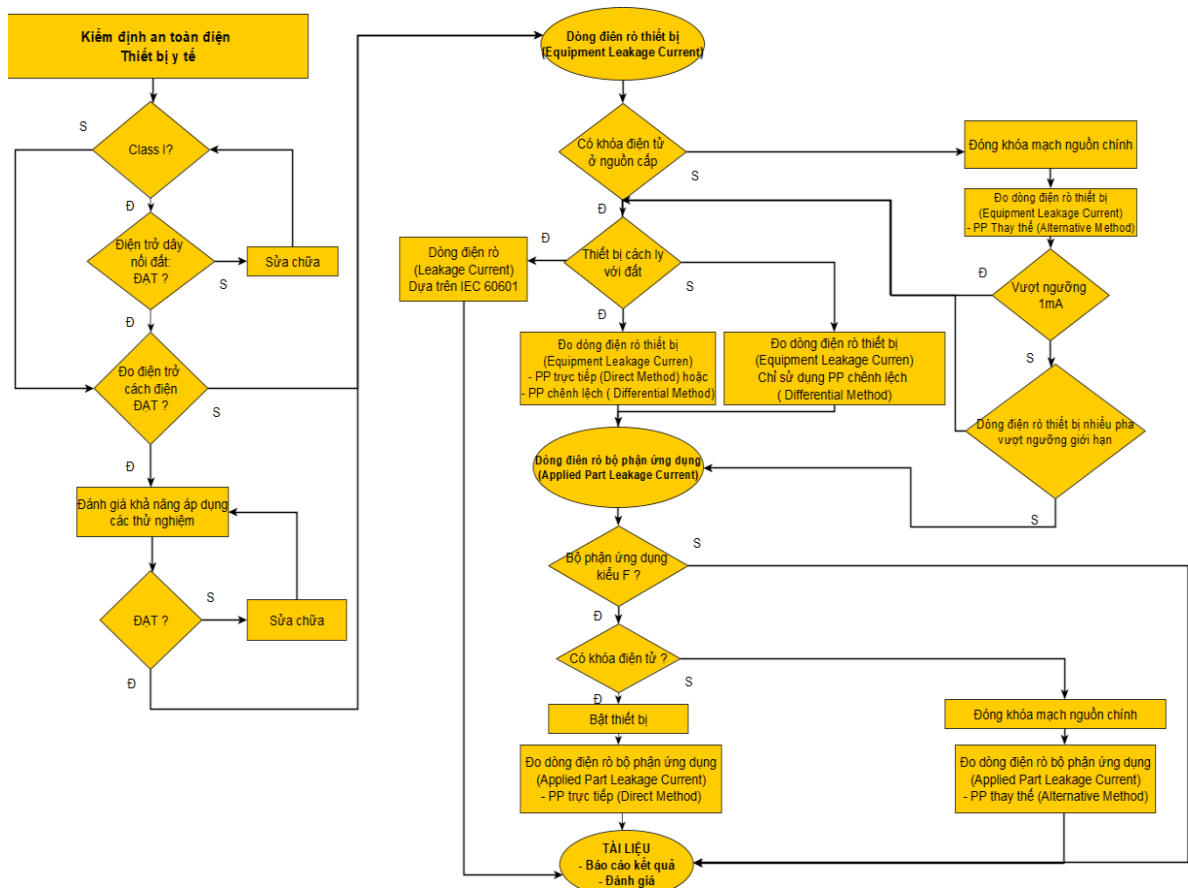 Kiểm định an toàn điện
Thiết bị y tế
S
Class I?
Đ
Điện trở dây
nối đất:
ĐẠT ?
S
Sửa chữa
Đ
Đo điện trở
cách điện
ĐẠT ?
S
Đ
Đánh giá khả năng áp dụng
các thử nghiệm
ĐẠT ?
S
Sửa chữa
Đ
Dòng điên rò thiết bị
(Equipment Leakage Current)
Có khóa điện tử
ở nguồn cấp
S
Đ
Đóng khóa mạch nguồn chính
Đo dòng điện rò thiết bị
(Equipment Leakage Current)
- PP Thay thế (Alternative Method)
Đ
Vượt ngưỡng
1mA
S
Dòng điện rò thiết bị nhiều pha
vượt ngưỡng giới hạn
S
Thiết bị cách ly
với đất
Đ
S
Đ
Dòng điện rò
(Leakage Current)
Dựa trên IEC 60601
Đo dòng điện rò thiết bị
(Equipment Leakage Curren)
- PP trực tiếp (Direct Method) hoặc
- PP chênh lệch ( Differential Method)
Đo dòng điện rò thiết bị
(Equipment Leakage Curren)
Chỉ sử dụng PP chênh lệch
( Differential Method)
Dóng điên rò bộ phận ứng dụng
(Applied Part Leakage Current)
Bộ phận ứng dụng
kiểu F ?
S
Đ
Có khóa điện tử ?
S
Đ
Bật thiết bị
Đo dòng điện rò bộ phận ứng dụng
(Applied Part Leakage Current)
- PP trực tiếp (Direct Method)
Đóng khóa mạch nguồn chính
Đo dòng điện rò bộ phận ứng dụng
(Applied Part Leakage Current)
- PP thay thế (Alternative Method)
TÀI LIỆU
- Báo cáo kết quả
- Đánh giá